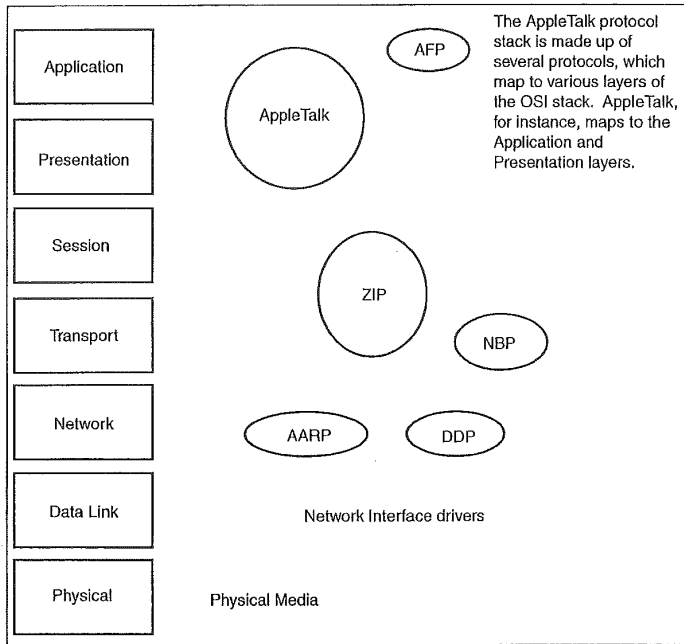 Application
Presentation
Session
Transport
Network
Data Link
Physical
AppleTalk
AFP
The AppleTalk protocol
stack is made up of
several protocols, which
map to various layers of
the OSI stack. AppleTalk,
for instance, maps to the
Application and
Presentation layers.
ZIP
NBP
AARP
DDP
Network Interface drivers
Physical Media